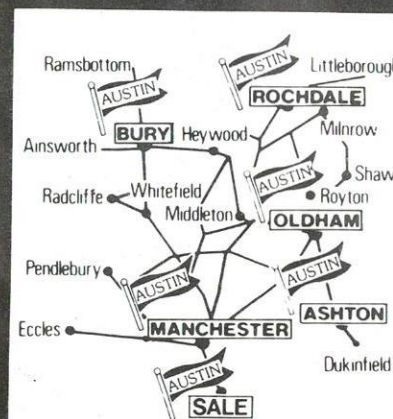 Ramsbottom
Littleborough
AUSTIN
AUSTIN
ROCHDALE
BURY
Heywood
Milnrow
Ainsworth
AUSTIN
Shaw
Radcliffe
Whitefield
Royton
Middleton
OLDHAM
Pendlebury
AUSTIN
AUSTIN
ASHTON
Eccles
MANCHESTER
Dukinfield
AUSTIN
SALE